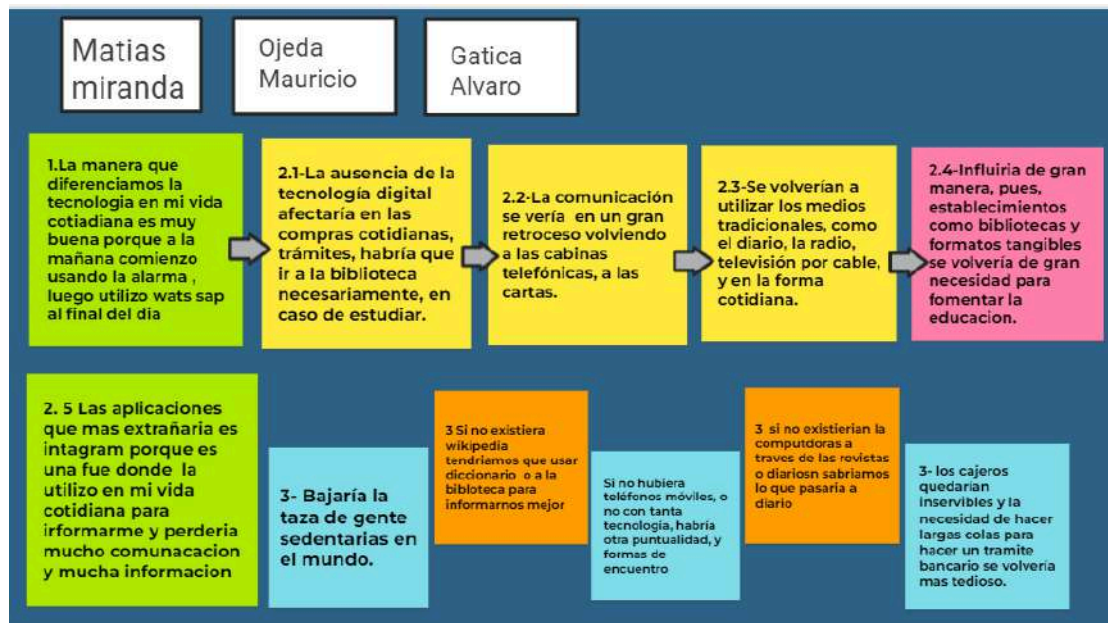 Matias
miranda
Ojeda
Mauricio
Gatica
Alvaro
1.La manera que
diferenciamos la
tecnologia en mi vida
cotiadiana es muy
buena porque a la
mañana comienzo
usando la alarma ,
luego utilizo wats sap
al final del dia
2.1-La ausencia de la
tecnología digital
afectaría en las
compras cotidianas,
trámites, habría que
ir a la biblioteca
necesariamente, en
caso de estudiar.
2.2-La comunicación
se vería en un gran
retroceso volviendo
a las cabinas
telefónicas, a las
cartas.
2.3-Se volverían a
utilizar los medios
tradicionales, como
el diario, la radio,
televisión por cable,
y en la forma
cotidiana.
2.4-Influiria de gran
manera, pues,
establecimientos
como bibliotecas y
formatos tangibles
se volvería de gran
necesidad para
fomentar la
educacion.
2. 5 Las aplicaciones
que mas extrañaria es
intagram porque es
una fue donde la
utilizo en mi vida
cotidiana para
irformarme y perderia
mucho comunacacion
y mucha informacion
3- Bajaría la
taza de gente
sedentarias en
el mundo.
3 Si no existiera
wikipedia
tendriamos que usar
diccionario o a la
bibloteca para
informarnos mejor
Si no hubiera
teléfonos móviles, o
no con tanta
tecnología, habría
otra puntualidad, y
formas de
encuentro
3 si no existierian la
computdoras a
traves de las revistas
o diariosn sabriamos
lo que pasaria a
diario
3- los cajeros
quedarian
inservibles y la
necesidad de hacer
largas colas para
hacer un tramite
bancario se volveria
mas tedioso.